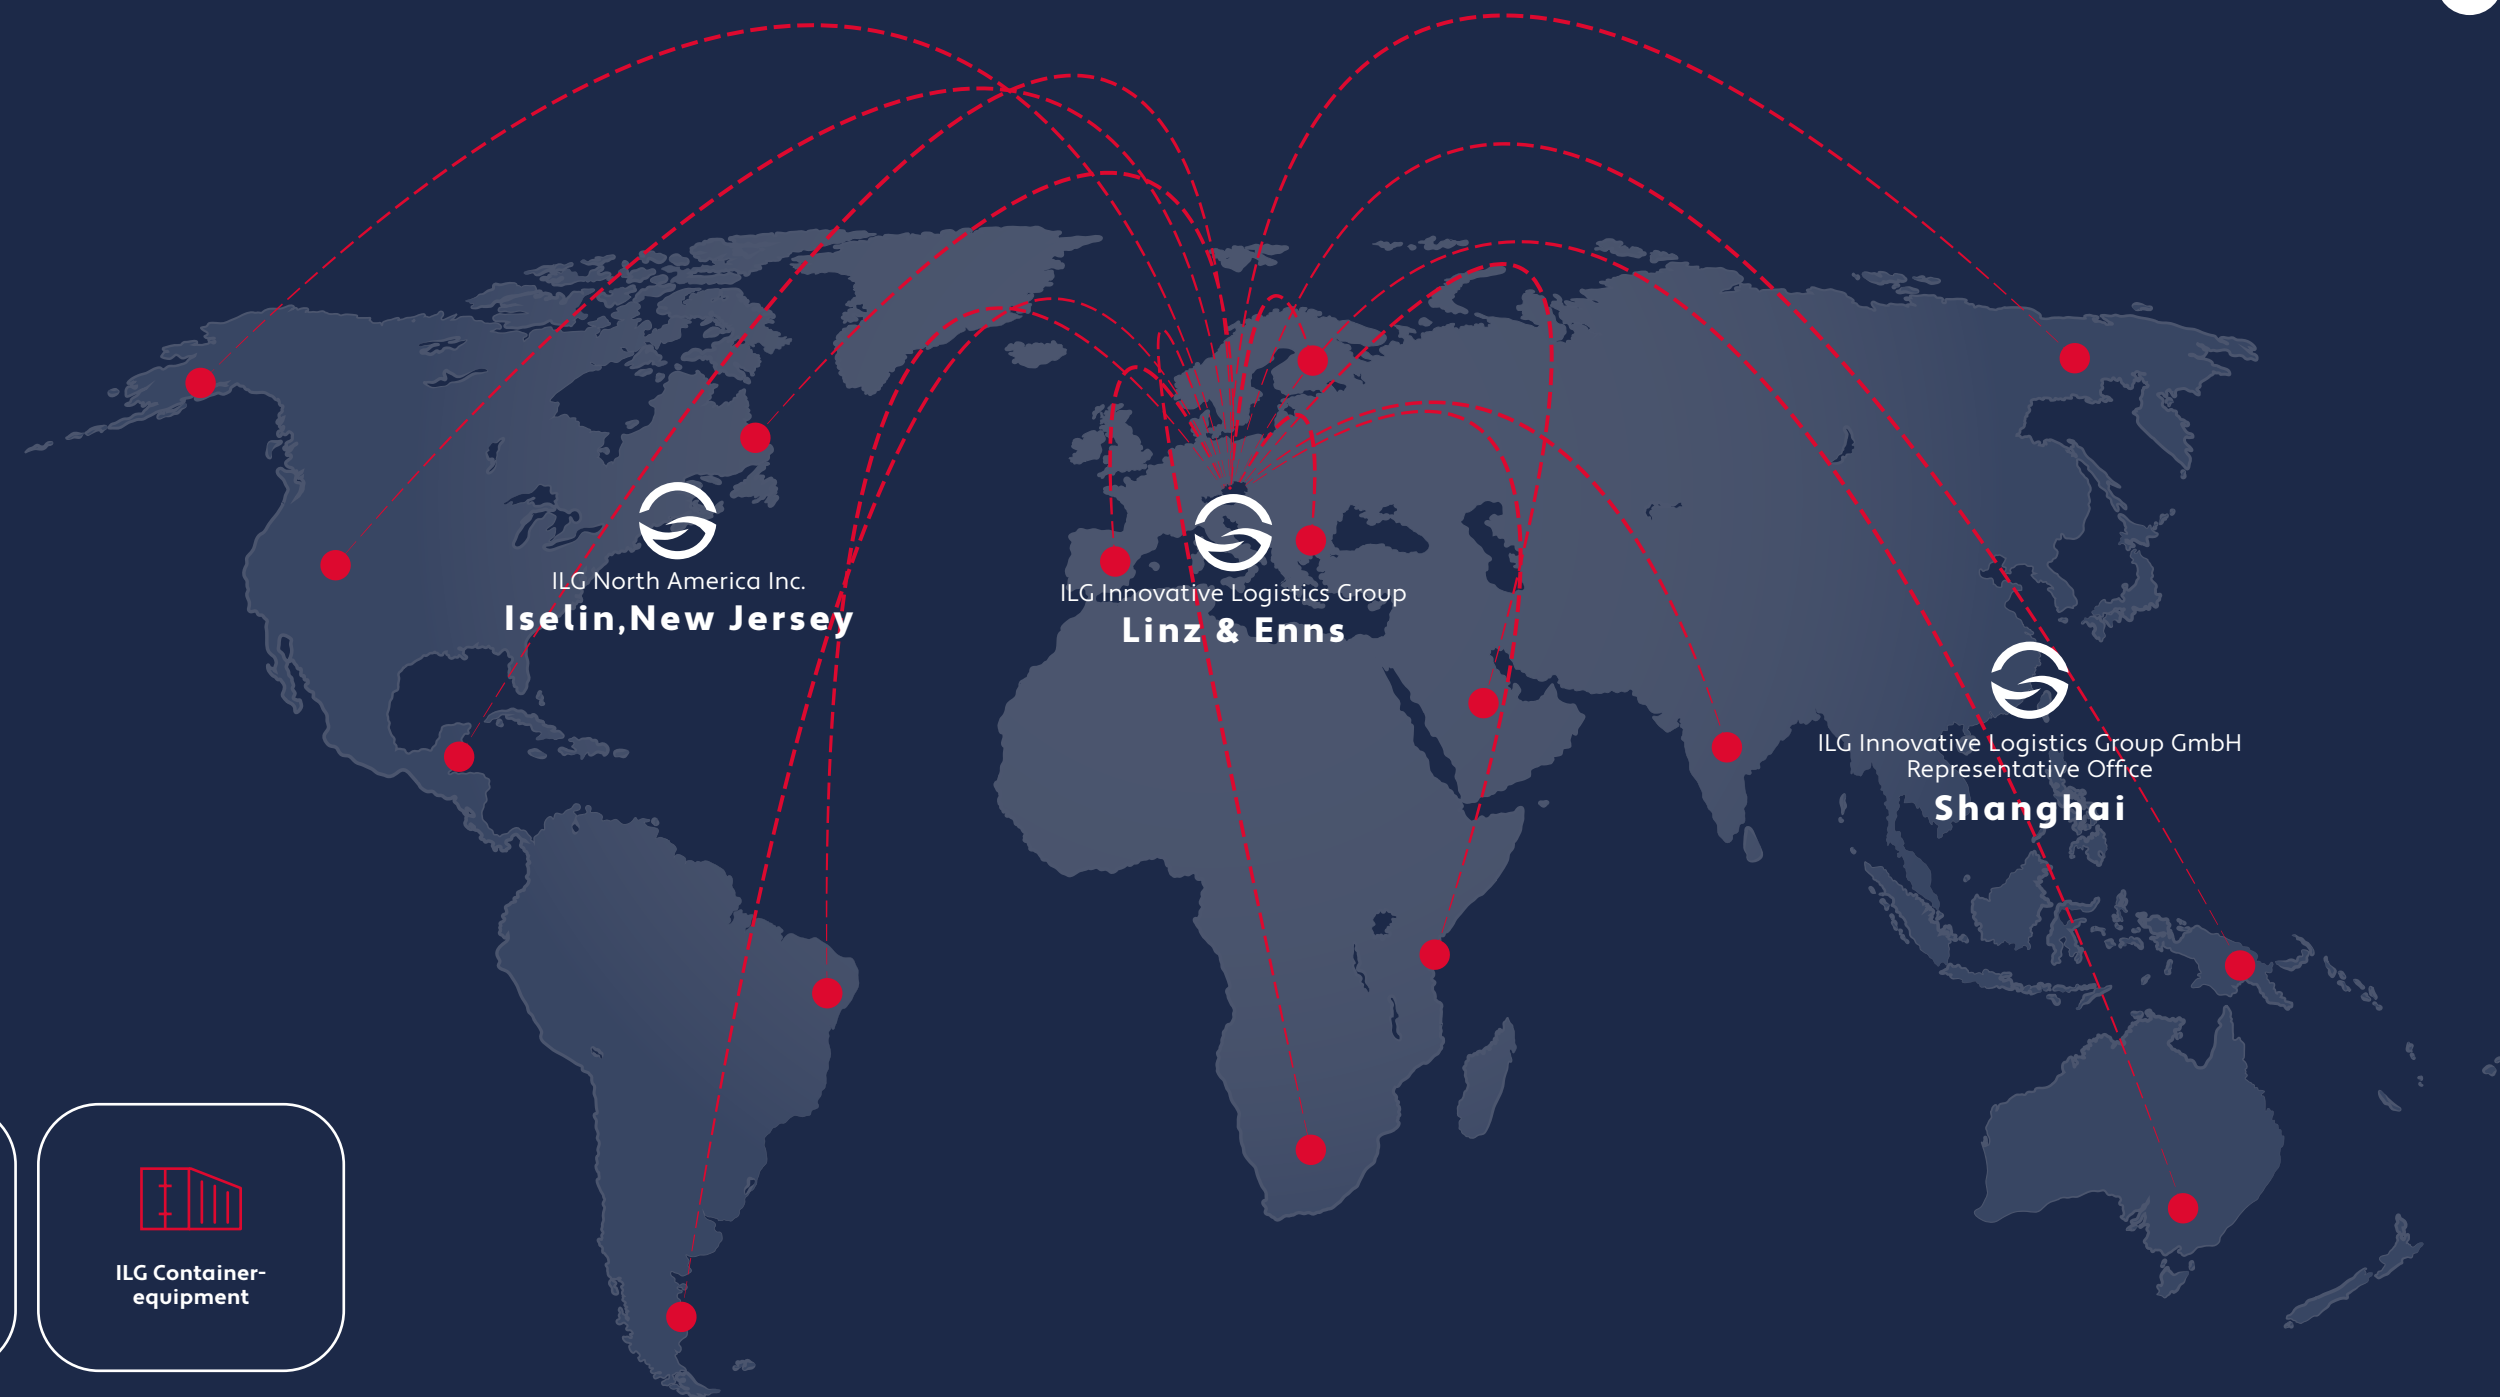 ILG North America Inc.
Iselin,New Jersey
ILG Innovative Logistics Group
Linz & Enns
ILG Innovative Logistics Group GmbH
Representative Office
Shanghai
ILG Container-
equipment